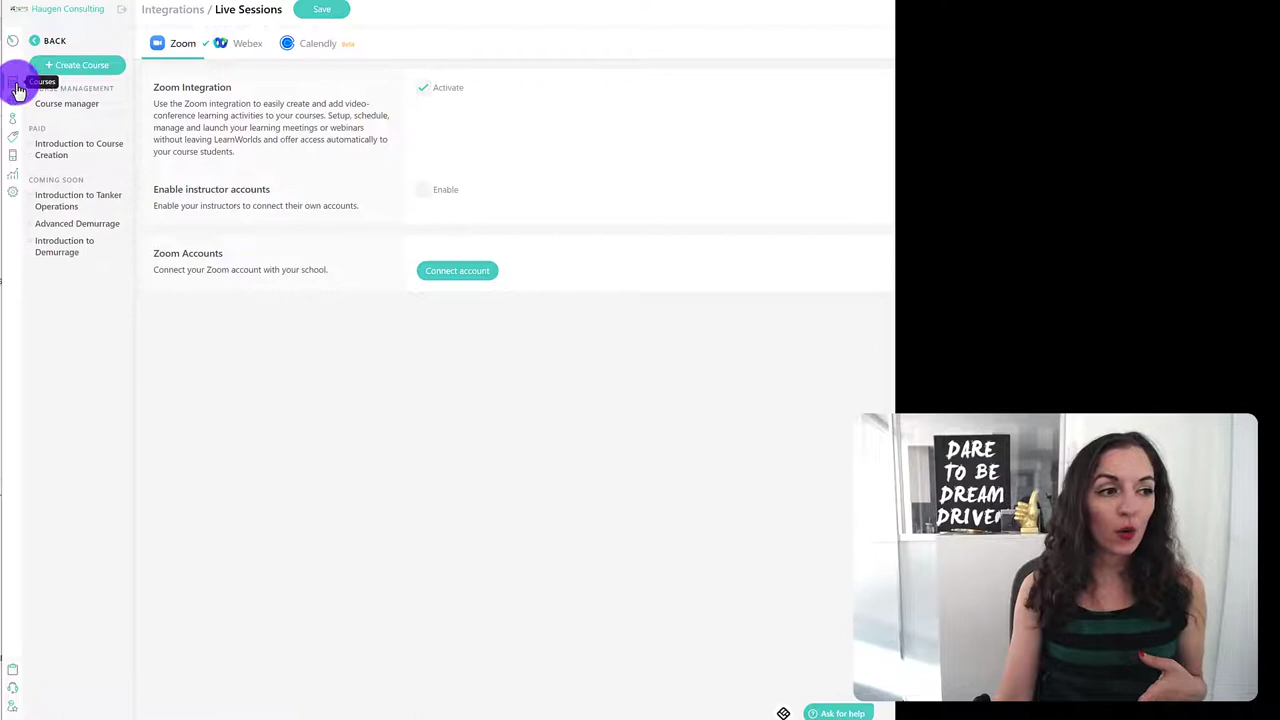 Haugen Consulting
Integrations / Live Sessions
Save
BACK
Zoom
Webex
Calendly
Beta
+ Create Course
Courses
MANAGEMENT
Course manager
PAID
Introduction to Course
Creation
COMING SOON
Introduction to Tanker
Operations
Advanced Demurrage
Introduction to
Demurrage
Zoom Integration
Use the Zoom integration to easily create and add video-
conference learning activities to your courses. Setup, schedule,
manage and launch your learning meetings or webinars
without leaving LearnWorlds and offer access automatically to
your course students.
Activate
Enable instructor accounts
Enable your instructors to connect their own accounts.
Enable
Zoom Accounts
Connect your Zoom account with your school.
Connect account
DARE
TO BE
DREAM
DRIVEN
Ask for help